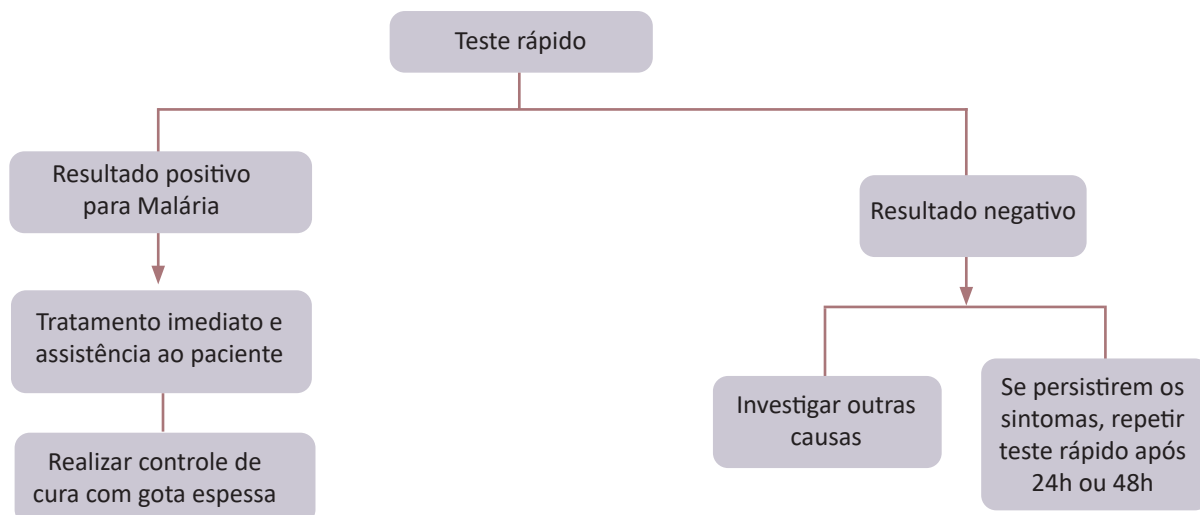 Teste rápido
Resultado positivo
para Malária
Resultado negativo
Tratamento imediato e
assistência ao paciente
Investigar outras
causas
Se persistirem os
sintomas, repetir
teste rápido após
24h ou 48h
Realizar controle de
cura com gota espessa